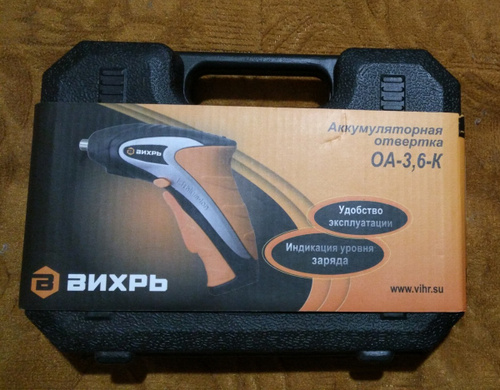 Аккумуляторная
отвертка
ОА-3,6-К
ВИХРЬ
Удобство
эксплуатации
Индикация уровня
заряда
ВИХРЬ
www.vihr.su